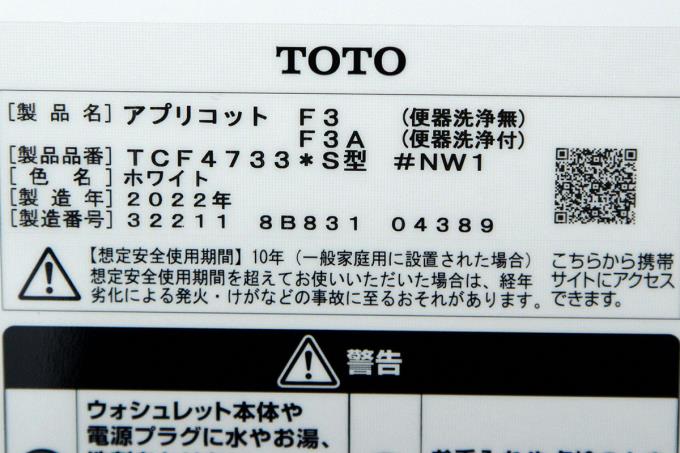 TOTO
[製品名] アプリコット F3 (便器洗浄無)
F3A (便器洗浄付)
[製品品番] TCF4733*S型 #NW1
[色名] ホワイト
[製造年] 2022年
[製造番号] 32211 8B831 04389
【想定安全使用期間】10年(一般家庭用に設置された場合)
想定安全使用期間を超えてお使いいただいた場合は、経年
劣化による発火・けがなどの事故に至るおそれがあります。
こちらから携帯
サイトにアクセス
できます。
警告
ウォシュレット本体や
電源プラグに水やお湯、